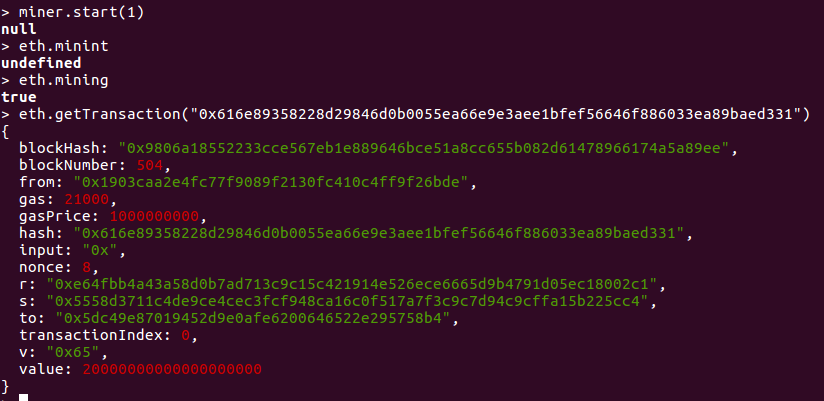 > miner.start(1)
null
> eth.minint
undefined
> eth.mining
true
> eth.getTransaction("0x616e89358228d29846d0b0055ea66e9e3aee1bfef56646f886033ea89baed331")
{
  blockHash: "0x9806a18552233cce567eb1e889646bce51a8cc655b082d61478966174a5a89ee",
  blockNumber: 504,
  from: "0x1903caa2e4fc77f9089f2130fc410c4ff9f26bde",
  gas: 21000,
  gasPrice: 1000000000,
  hash: "0x616e89358228d29846d0b0055ea66e9e3aee1bfef56646f886033ea89baed331",
  input: "0x",
  nonce: 8,
  r: "0xe64fbb4a43a58d0b7ad713c9c15c421914e526ece6665d9b4791d05ec18002c1",
  s: "0x5558d3711c4de9ce4cec3fcf948ca16c0f517a7f3c9c7d94c9cffa15b225cc4",
  to: "0x5dc49e87019452d9e0afe6200646522e295758b4",
  transactionIndex: 0,
  v: "0x65",
  value: 20000000000000000000
}
>